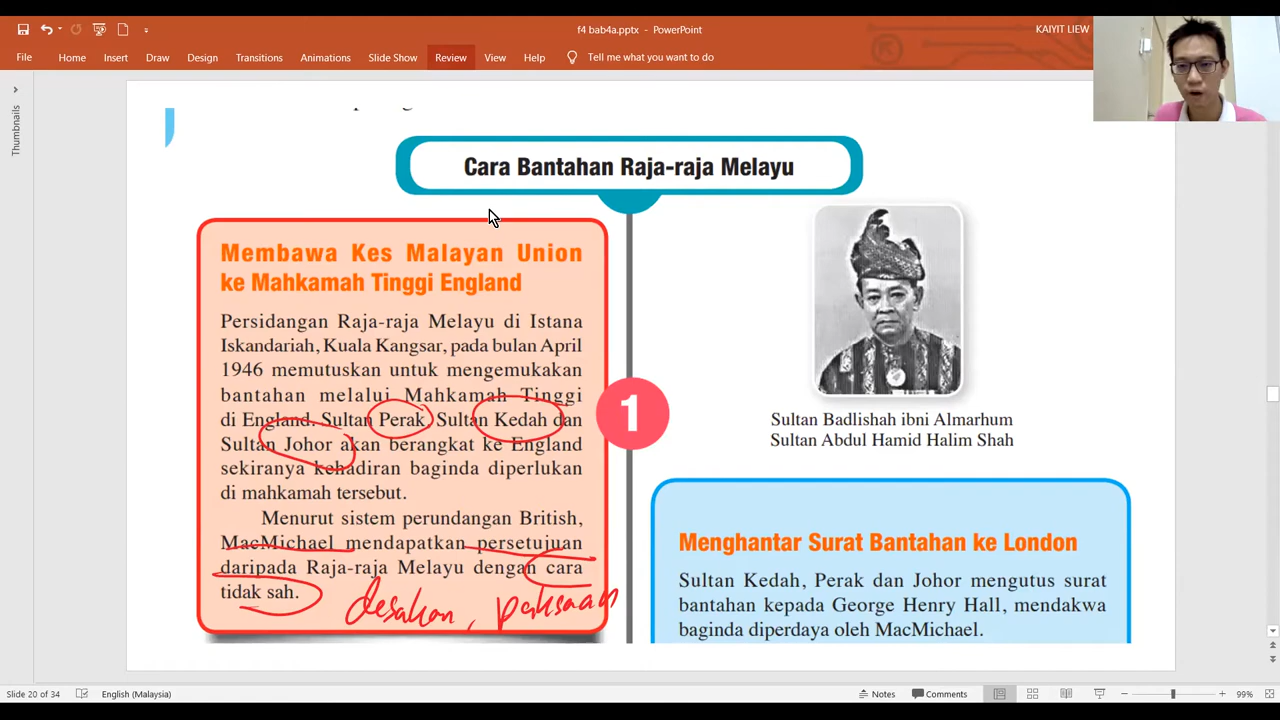 f4 bab4a.pptx - PowerPoint
KAIYIT LIEW
File Home Insert Draw Design Transitions Animations Slide Show Review View Help Tell me what you want to do
Thumbnails
Cara Bantahan Raja-raja Melayu
Membawa Kes Malayan Union
ke Mahkamah Tinggi England
Persidangan Raja-raja Melayu di Istana
Iskandariah, Kuala Kangsar, pada bulan April
1946 memutuskan untuk mengemukakan
bantahan melalui Mahkamah Tinggi
di England. Sultan Perak, Sultan Kedah dan
Sultan Johor akan berangkat ke England
sekiranya kehadiran baginda diperlukan
di mahkamah tersebut.
Menurut sistem perundangan British,
MacMichael mendapatkan persetujuan
daripada Raja-raja Melayu dengan cara
tidak sah.
desakan, paksaan
1
Sultan Badlishah ibni Almarhum
Sultan Abdul Hamid Halim Shah
Menghantar Surat Bantahan ke London
Sultan Kedah, Perak dan Johor mengutus surat
bantahan kepada George Henry Hall, mendakwa
baginda diperdaya oleh MacMichael.
Slide 20 of 34 English (Malaysia) Notes Comments 99%